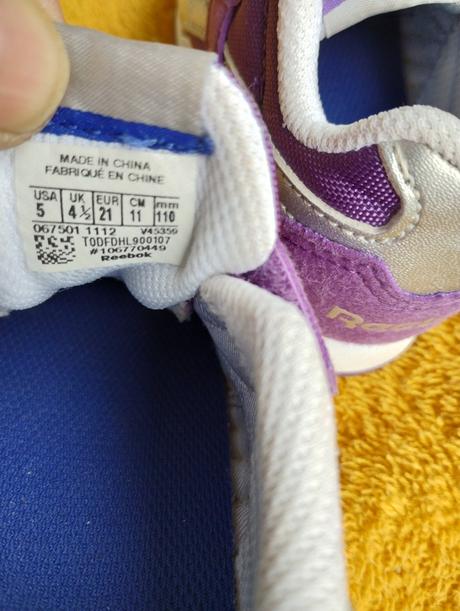 MADE IN CHINA
FABRIQUÉ EN CHINE
USA UK EUR CM mm
5 4½ 21 11 110
067501 1112 V45359
TODFDHL900107
#106770449
Reebok
Reebok